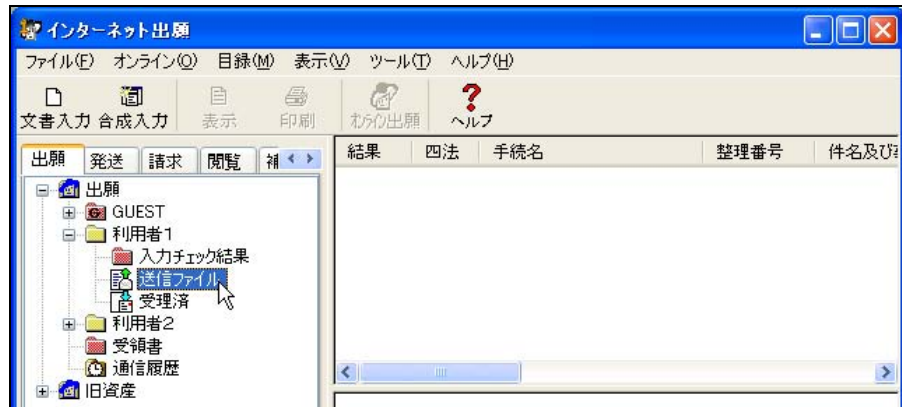 インターネット出願
ファイル(F) オンライン(O) 目録(M) 表示(V) ツール(T) ヘルプ(H)
文書入力 合成入力 表示 印刷 オンライン出願 ヘルプ
出願 発送 請求 閲覧 補
結果 四法 手続名 整理番号 件名及び
出願
GUEST
利用者1
入力チェック結果
送信ファイル
受理済
利用者2
受領書
通信履歴
旧資産